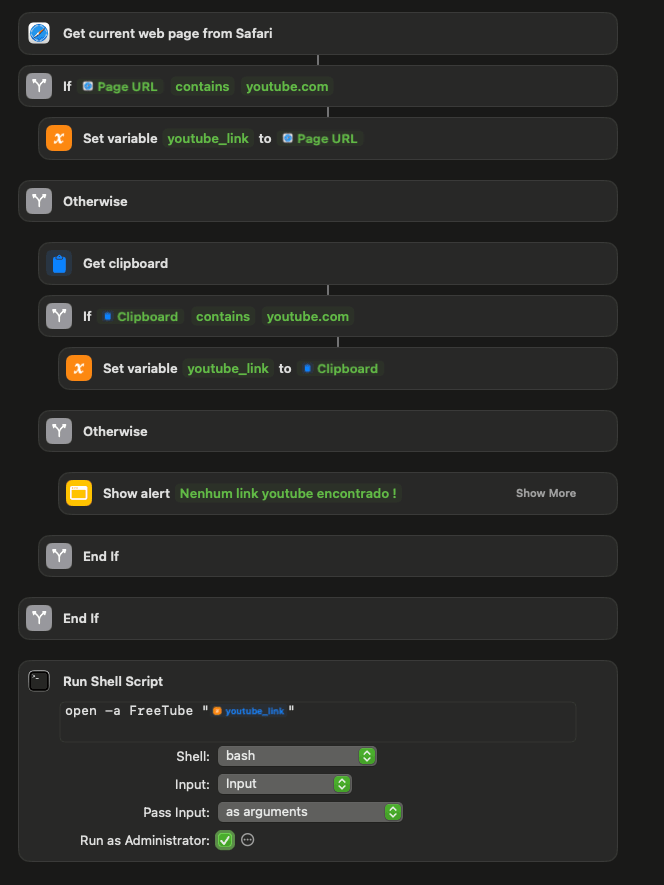 Get current web page from Safari
If Page URL contains youtube.com
Set variable youtube_link to Page URL
Otherwise
Get clipboard
If Clipboard contains youtube.com
Set variable youtube_link to Clipboard
Otherwise
Show alert Nenhum link youtube encontrado ! Show More
End If
End If
Run Shell Script
open -a FreeTube "youtube_link"
Shell: bash
Input: Input
Pass Input: as arguments
Run as Administrator: